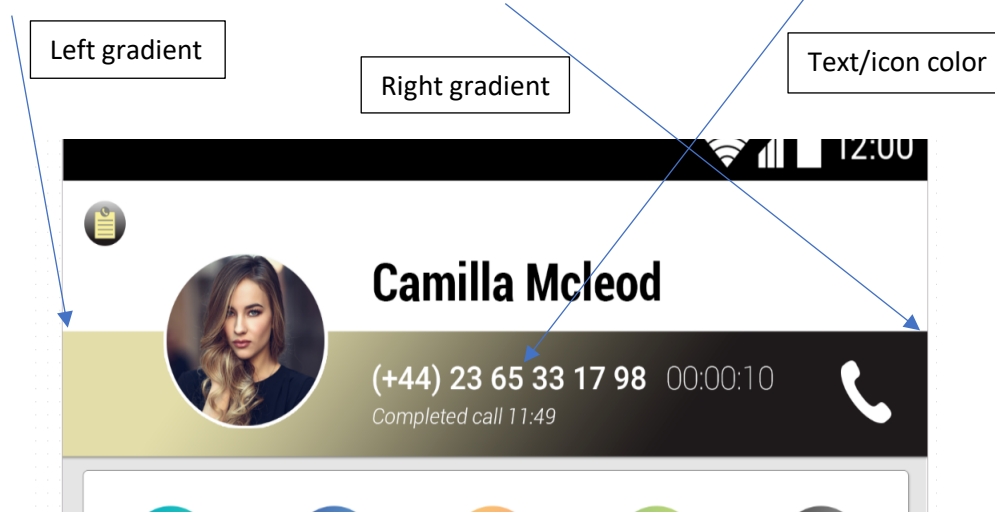 Left gradient
Right gradient
Text/icon color
12:00
Camilla Mcleod
(+44) 23 65 33 17 98 00:00:10
Completed call 11:49